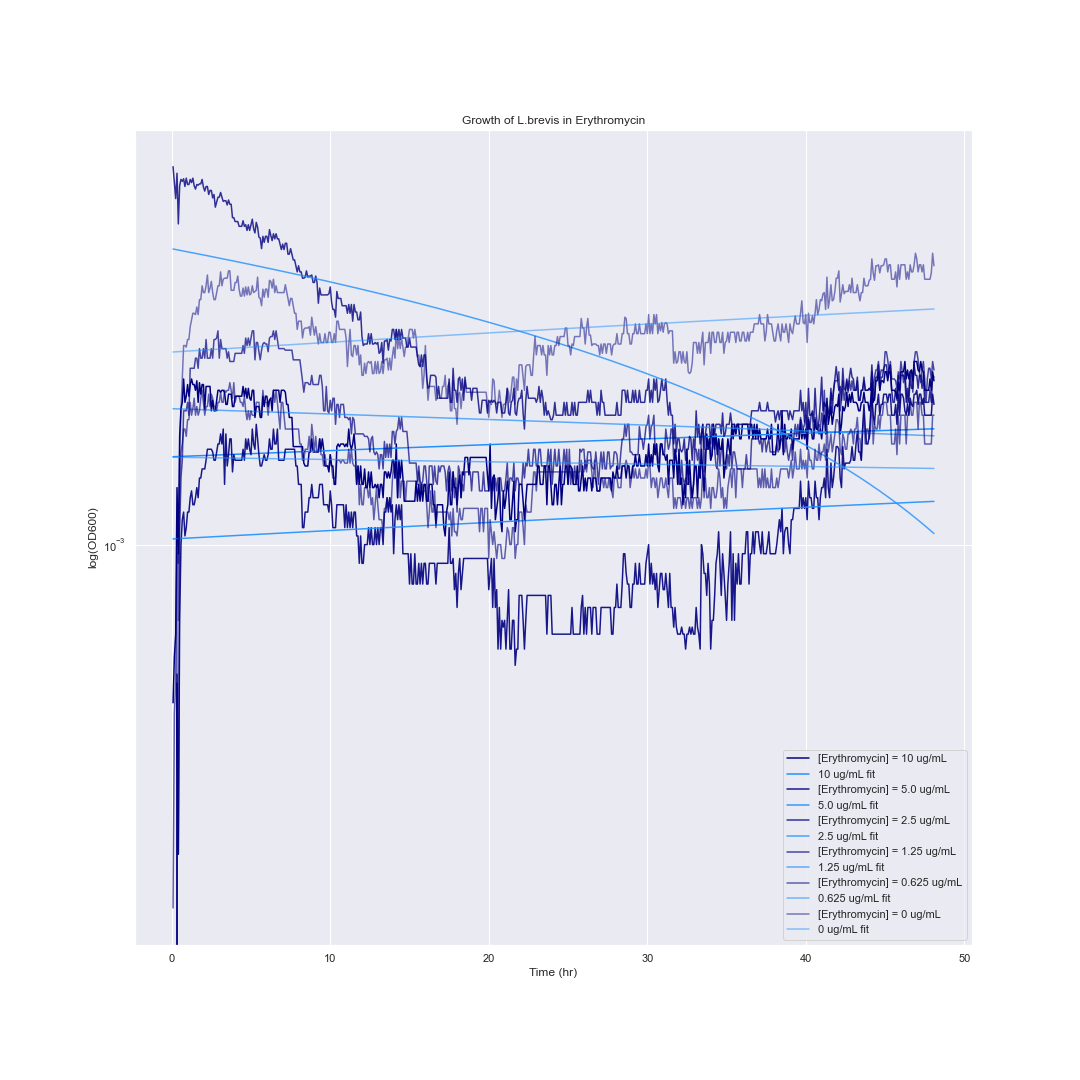 Growth of L.brevis in Erythromycin
log(OD600)
10⁻³
[Erythromycin] = 10 ug/mL
10 ug/mL fit
[Erythromycin] = 5.0 ug/mL
5.0 ug/mL fit
[Erythromycin] = 2.5 ug/mL
2.5 ug/mL fit
[Erythromycin] = 1.25 ug/mL
1.25 ug/mL fit
[Erythromycin] = 0.625 ug/mL
0.625 ug/mL fit
[Erythromycin] = 0 ug/mL
0 ug/mL fit
0 10 20 30 40 50
Time (hr)